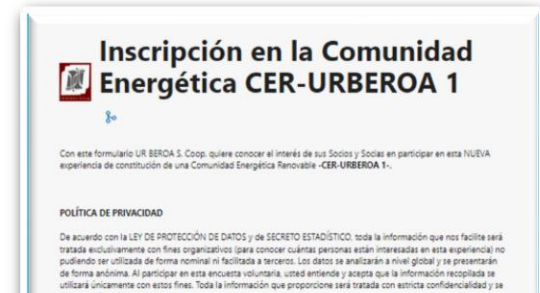 Inscripción en la Comunidad
Energética CER-URBEROA 1
Con este formulario UR BEROA S. Coop. quiere conocer el interés de sus Socios y Socias en participar en esta NUEVA
experiencia de constitución de una Comunidad Energética Renovable -CER-URBEROA 1-.
POLÍTICA DE PRIVACIDAD
De acuerdo con la LEY DE PROTECCIÓN DE DATOS y de SECRETO ESTADÍSTICO, toda la información que nos facilite será
tratada exclusivamente con fines organizativos (para conocer cuántas personas están interesadas en esta experiencia) no
pudiendo ser utilizada de forma nominal ni facilitada a terceros. Los datos se analizarán a nivel global y se presentarán
de forma anónima. Al participar en esta encuesta voluntaria, usted entiende y acepta que la información recopilada se
utilizará únicamente con estos fines. Toda la información que proporcione será tratada con estricta confidencialidad y se